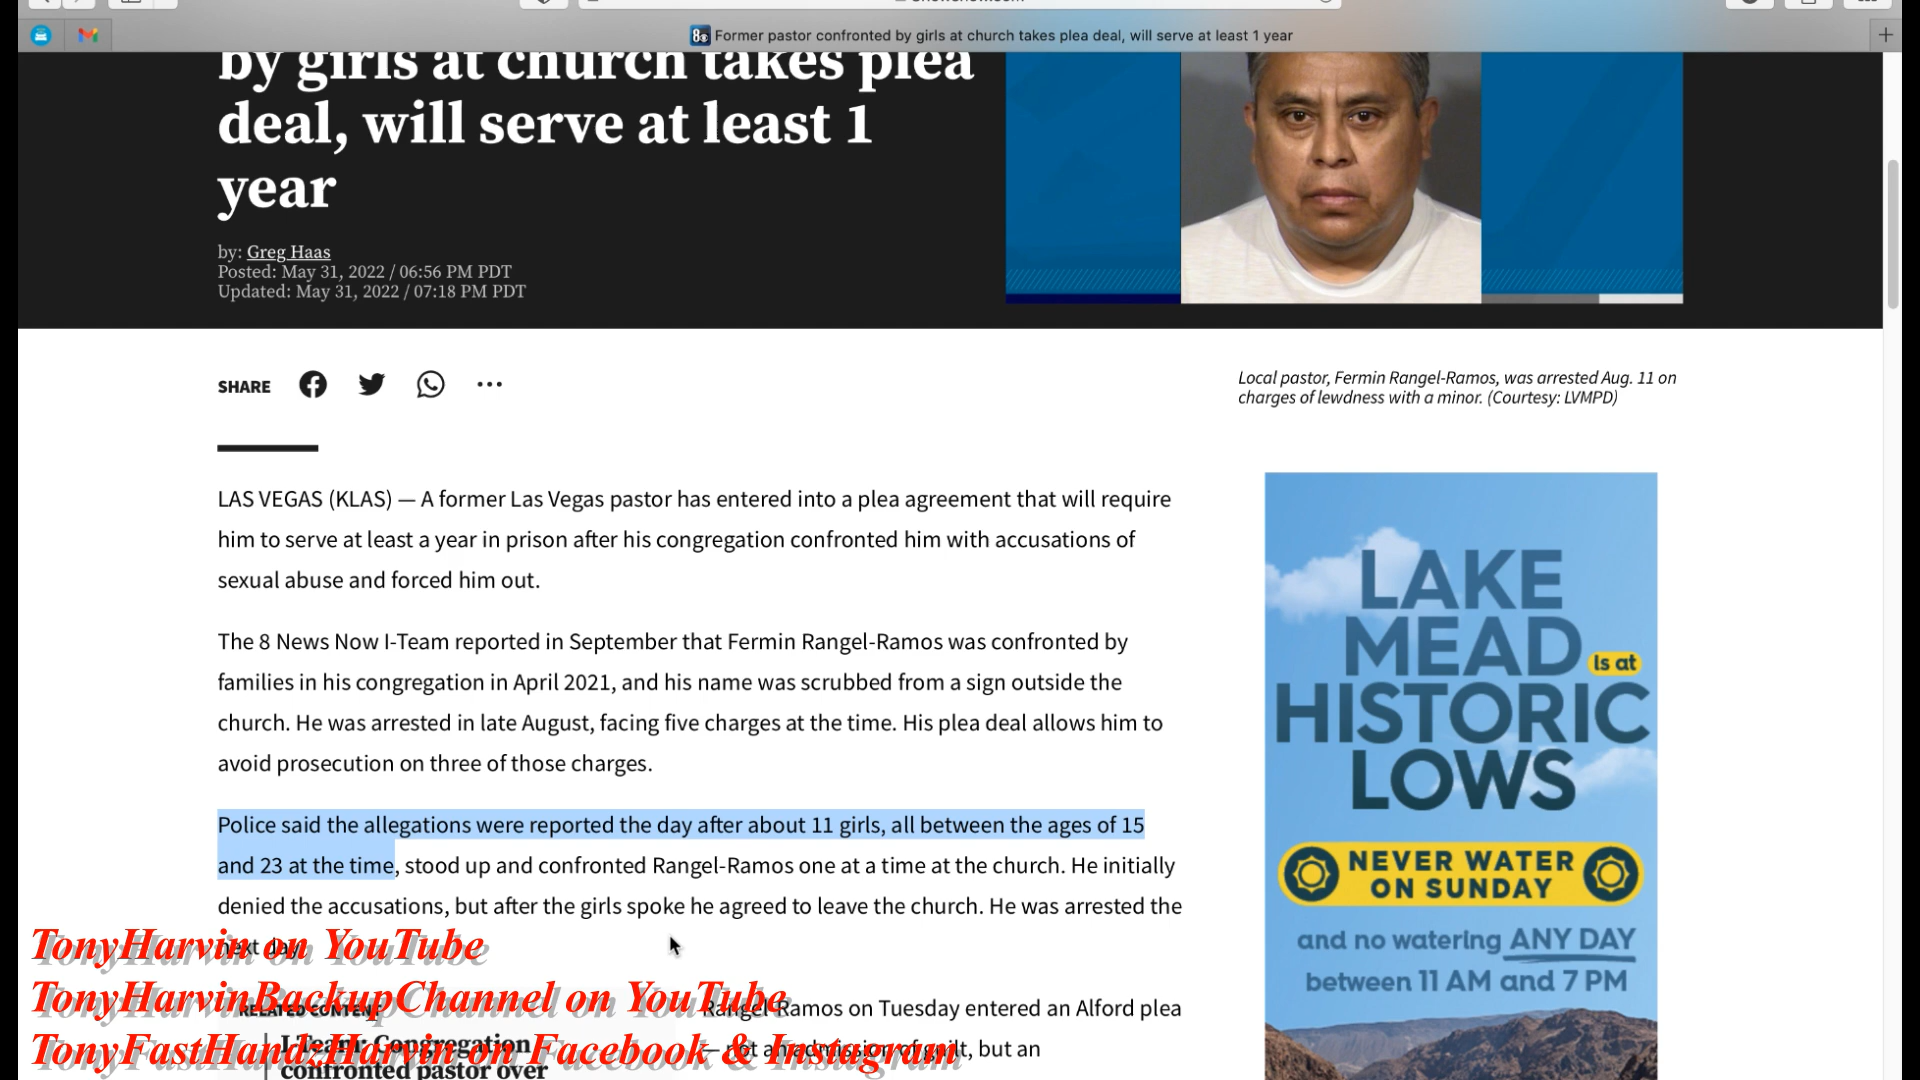 Former pastor confronted by girls at church takes plea deal, will serve at least 1 year
by girls at church takes plea
deal, will serve at least 1
year
by: Greg Haas
Posted: May 31, 2022 / 06:56 PM PDT
Updated: May 31, 2022 / 07:18 PM PDT
SHARE
Local pastor, Fermin Rangel-Ramos, was arrested Aug. 11 on
charges of lewdness with a minor. (Courtesy: LVMPD)
LAS VEGAS (KLAS) — A former Las Vegas pastor has entered into a plea agreement that will require
him to serve at least a year in prison after his congregation confronted him with accusations of
sexual abuse and forced him out.
The 8 News Now I-Team reported in September that Fermin Rangel-Ramos was confronted by
families in his congregation in April 2021, and his name was scrubbed from a sign outside the
church. He was arrested in late August, facing five charges at the time. His plea deal allows him to
avoid prosecution on three of those charges.
Police said the allegations were reported the day after about 11 girls, all between the ages of 15
and 23 at the time, stood up and confronted Rangel-Ramos one at a time at the church. He initially
denied the accusations, but after the girls spoke he agreed to leave the church. He was arrested the
next day.
RELATED CONTENT
I-Team: Congregation
confronted pastor over
Rangel-Ramos on Tuesday entered an Alford plea
— not an admission of guilt, but an
LAKE
MEAD
is at
HISTORIC
LOWS
NEVER WATER
ON SUNDAY
and no watering ANY DAY
between 11 AM and 7 PM
TonyHarvin on YouTube
TonyHarvinBackupChannel on YouTube
TonyFastHandzHarvin on Facebook & Instagram